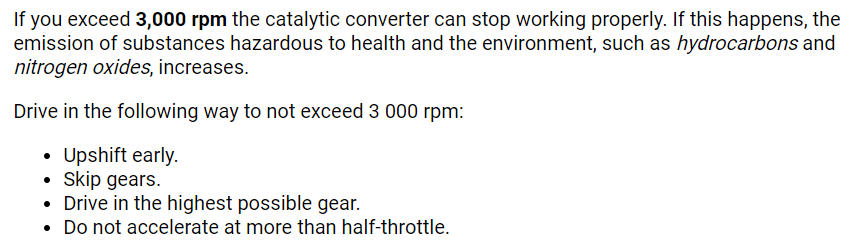 If you exceed 3,000 rpm the catalytic converter can stop working properly. If this happens, the
emission of substances hazardous to health and the environment, such as hydrocarbons and
nitrogen oxides, increases.
Drive in the following way to not exceed 3 000 rpm:
• Upshift early.
• Skip gears.
• Drive in the highest possible gear.
• Do not accelerate at more than half-throttle.